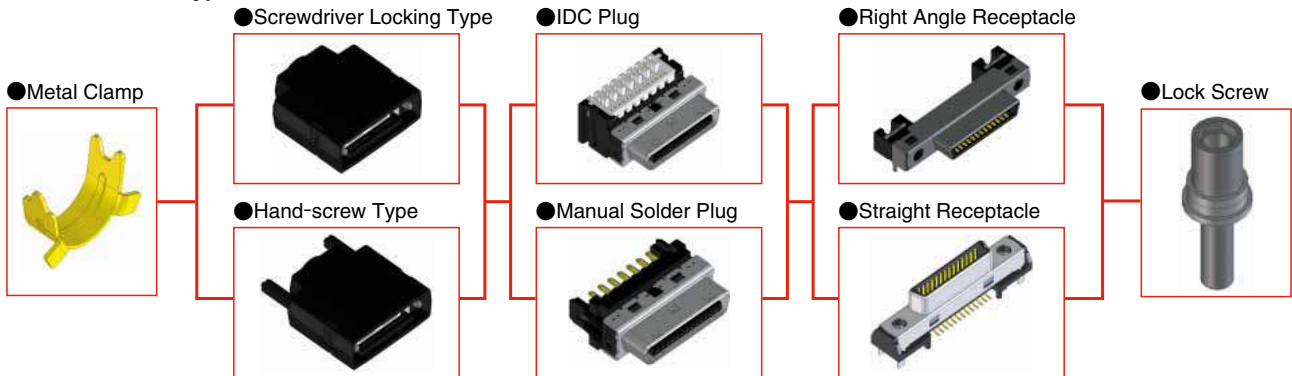 ●Screwdriver Locking Type
●IDC Plug
●Right Angle Receptacle
●Metal Clamp
●Lock Screw
●Hand-screw Type
●Manual Solder Plug
●Straight Receptacle